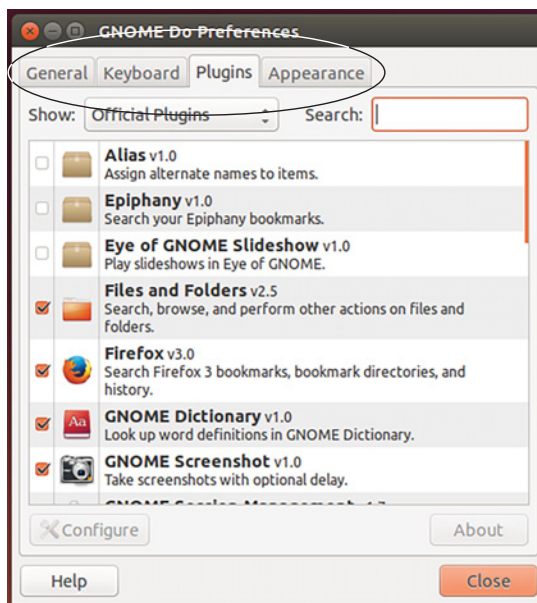 GNOME Do Preferences
General Keyboard Plugins Appearance
Show: Official Plugins Search:
Alias v1.0
Assign alternate names to items.
Epiphany v1.0
Search your Epiphany bookmarks.
Eye of GNOME Slideshow v1.0
Play slideshows in Eye of GNOME.
Files and Folders v2.5
Search, browse, and perform other actions on files and
folders.
Firefox v3.0
Search Firefox 3 bookmarks, bookmark directories, and
history.
Aa
GNOME Dictionary v1.0
Look up word definitions in GNOME Dictionary.
GNOME Screenshot v1.0
Take screenshots with optional delay.
GNOME Session Management
Configure About
Help Close